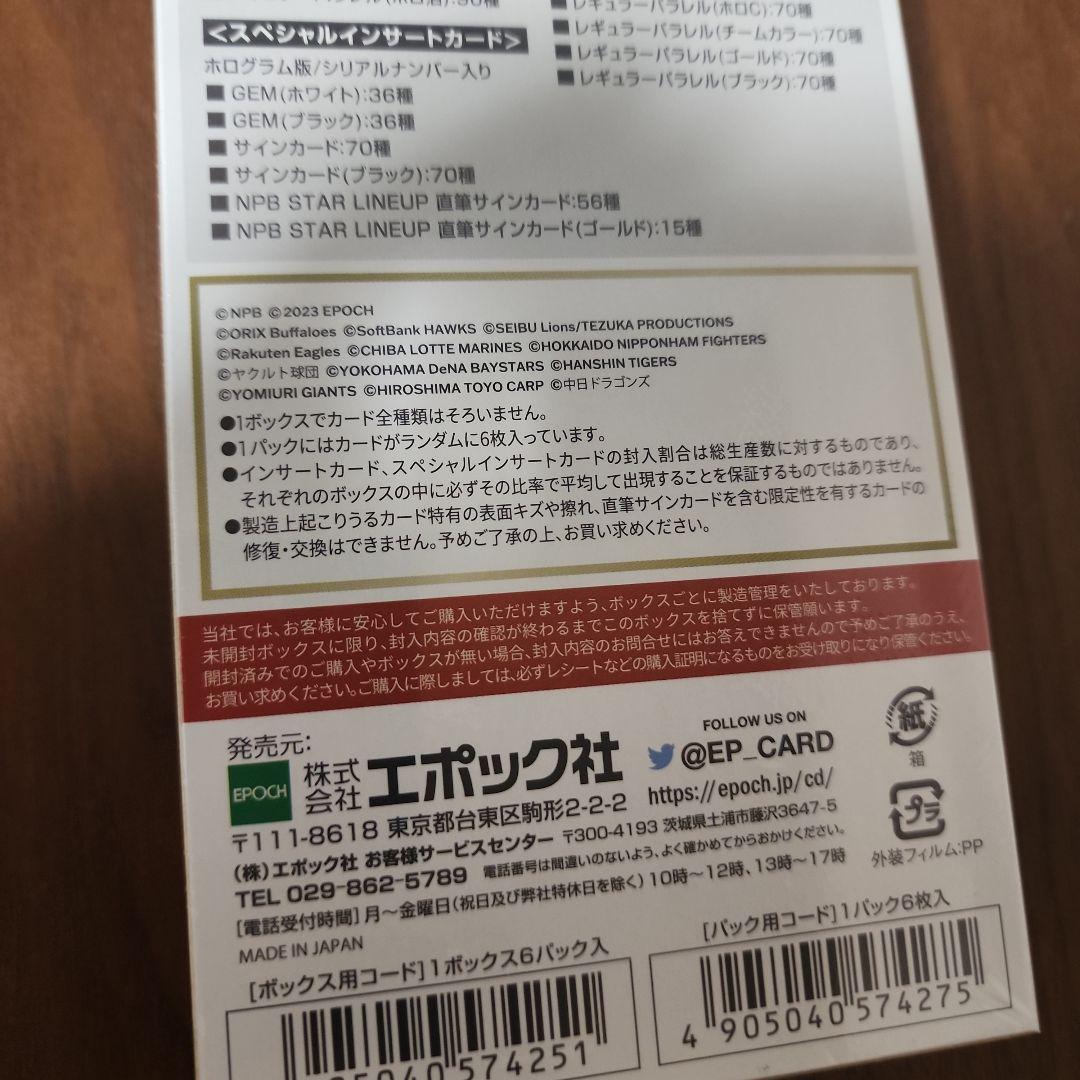 <スペシャルインサートカード>
ホログラム版/シリアルナンバー入り
■ GEM(ホワイト):36種
■ GEM(ブラック):36種
■ サインカード:70種
■ サインカード(ブラック):70種
■ NPB STAR LINEUP 直筆サインカード:56種
■ NPB STAR LINEUP 直筆サインカード(ゴールド):15種
■ レギュラーパラレル(ホロC):70種
■ レギュラーパラレル(チームカラー):70種
■ レギュラーパラレル(ゴールド):70種
■ レギュラーパラレル(ブラック):70種
©NPB ©2023 EPOCH
©ORIX Buffaloes ©SoftBank HAWKS ©SEIBU Lions/TEZUKA PRODUCTIONS
©Rakuten Eagles ©CHIBA LOTTE MARINES ©HOKKAIDO NIPPONHAM FIGHTERS
©ヤクルト球団 ©YOKOHAMA DeNA BAYSTARS ©HANSHIN TIGERS
©YOMIURI GIANTS ©HIROSHIMA TOYO CARP ©中日ドラゴンズ
●1ボックスでカード全種類はそろいません。
●1パックにはカードがランダムに6枚入っています。
●インサートカード、スペシャルインサートカードの封入割合は総生産数に対するものであり、
それぞれのボックスの中に必ずその比率で平均して出現することを保証するものではありません。
●製造上起こりうるカード特有の表面キズや擦れ、直筆サインカードを含む限定性を有するカードの
修復・交換はできません。予めご了承の上、お買い求めください。
当社では、お客様に安心してご購入いただけますよう、ボックスごとに製造管理をいたしております。
未開封ボックスに限り、封入内容の確認が終わるまでこのボックスを捨てずに保管願います。
開封済みでのご購入やボックスが無い場合、封入内容のお問合せにはお答えできませんので予めご了承のうえ、
お買い求めください。ご購入に際しましては、必ずレシートなどの購入証明になるものをお受け取りになり保管ください。
発売元:
EPOCH
株式会社 エポック社
FOLLOW US ON
@EP_CARD
https://epoch.jp/cd/
紙
箱
プラ
外装フィルム:PP
〒111-8618 東京都台東区駒形2-2-2
(株)エポック社 お客様サービスセンター 〒300-4193 茨城県土浦市藤沢3647-5
TEL 029-862-5789 電話番号は間違いのないよう、よく確かめておかけください。
[電話受付時間] 月〜金曜日(祝日及び弊社特休日を除く) 10時〜12時、13時〜17時
MADE IN JAPAN
[ボックス用コード] 1ボックス6パック入
574251
[パック用コード] 1パック6枚入
4 905040 574275